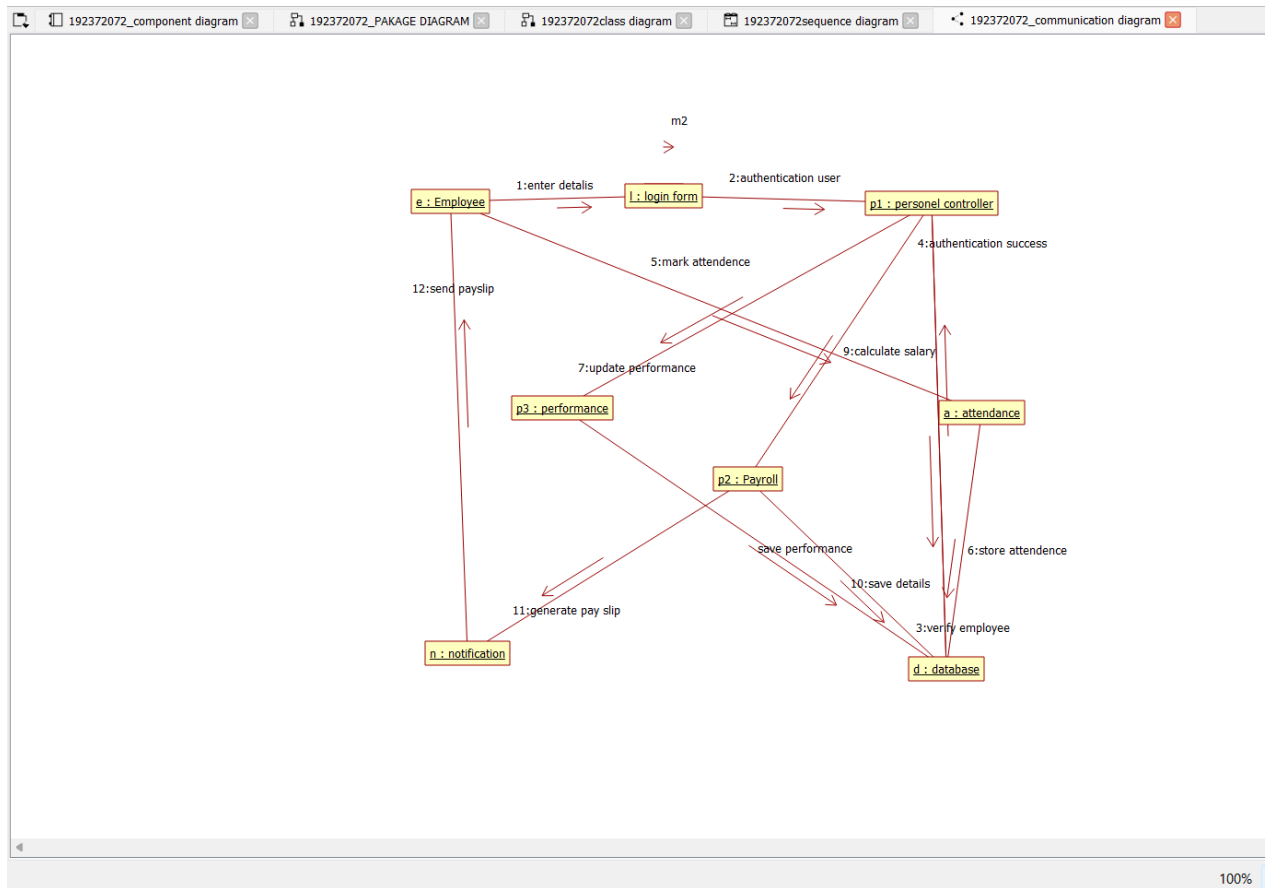 192372072_component diagram
192372072_PAKAGE DIAGRAM
192372072class diagram
192372072sequence diagram
192372072_communication diagram
m2
1:enter detalis
2:authentication user
e : Employee
l : login form
p1 : personel controller
4:authentication success
5:mark attendence
12:send payslip
9:calculate salary
7:update performance
p3 : performance
a : attendance
p2 : Payroll
save performance
6:store attendence
10:save details
11:generate pay slip
3:verify employee
n : notification
d : database
100%